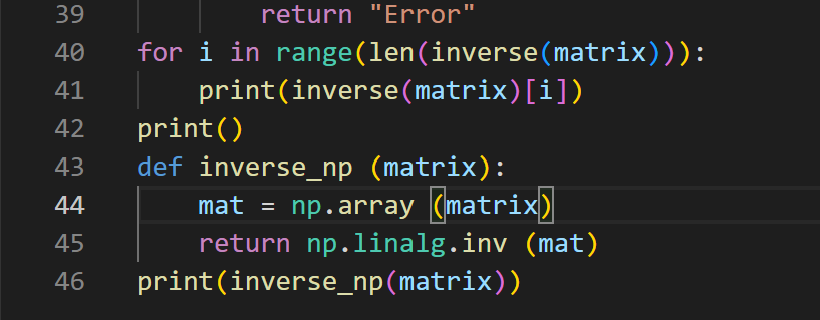 39 return "Error"
40 for i in range(len(inverse(matrix))):
41 print(inverse(matrix)[i])
42 print()
43 def inverse_np (matrix):
44 mat = np.array (matrix)
45 return np.linalg.inv (mat)
46 print(inverse_np(matrix))